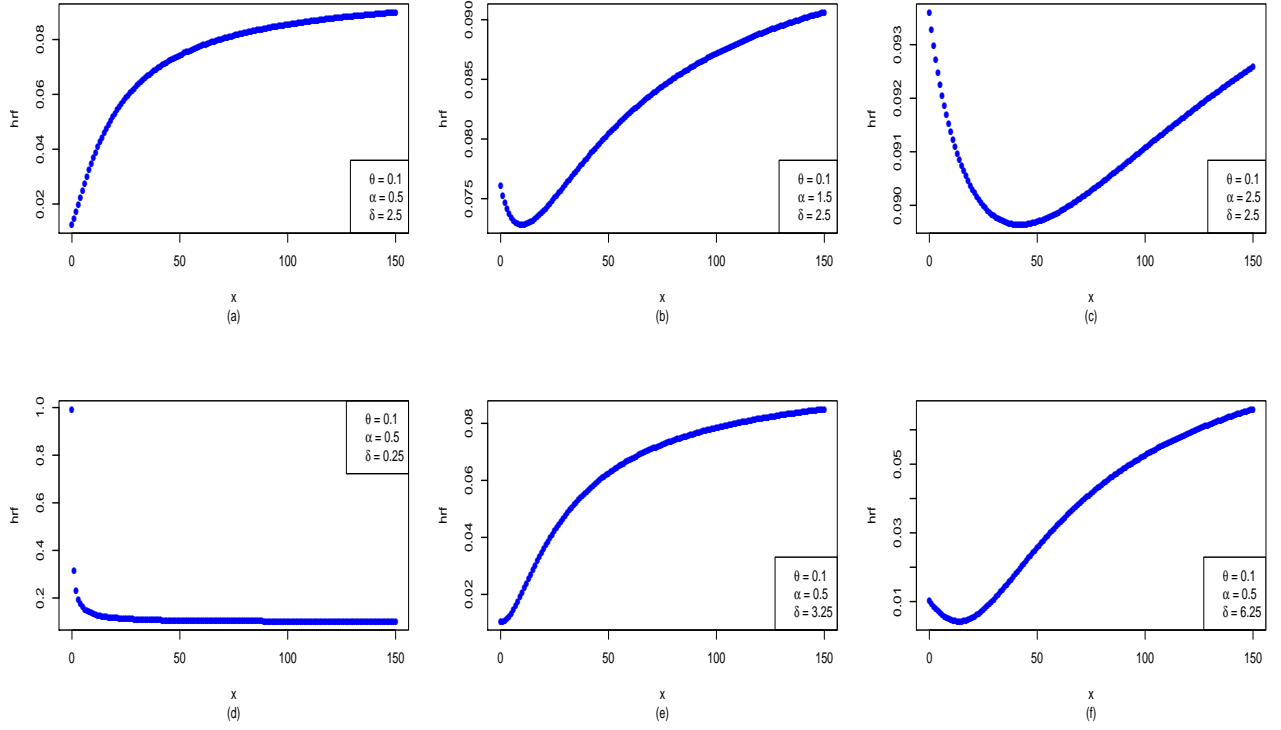 hrf
0.02
0.04
0.06
0.08
0
50
100
150
θ = 0.1
α = 0.5
δ = 2.5
x
(a)
hrf
0.075
0.080
0.085
0.090
0
50
100
150
θ = 0.1
α = 1.5
δ = 2.5
x
(b)
hrf
0.090
0.091
0.092
0.093
0
50
100
150
θ = 0.1
α = 2.5
δ = 2.5
x
(c)
hrf
0.2
0.4
0.6
0.8
1.0
0
50
100
150
θ = 0.1
α = 0.5
δ = 0.25
x
(d)
hrf
0.02
0.04
0.06
0.08
0
50
100
150
θ = 0.1
α = 0.5
δ = 3.25
x
(e)
hrf
0.01
0.03
0.05
0
50
100
150
θ = 0.1
α = 0.5
δ = 6.25
x
(f)